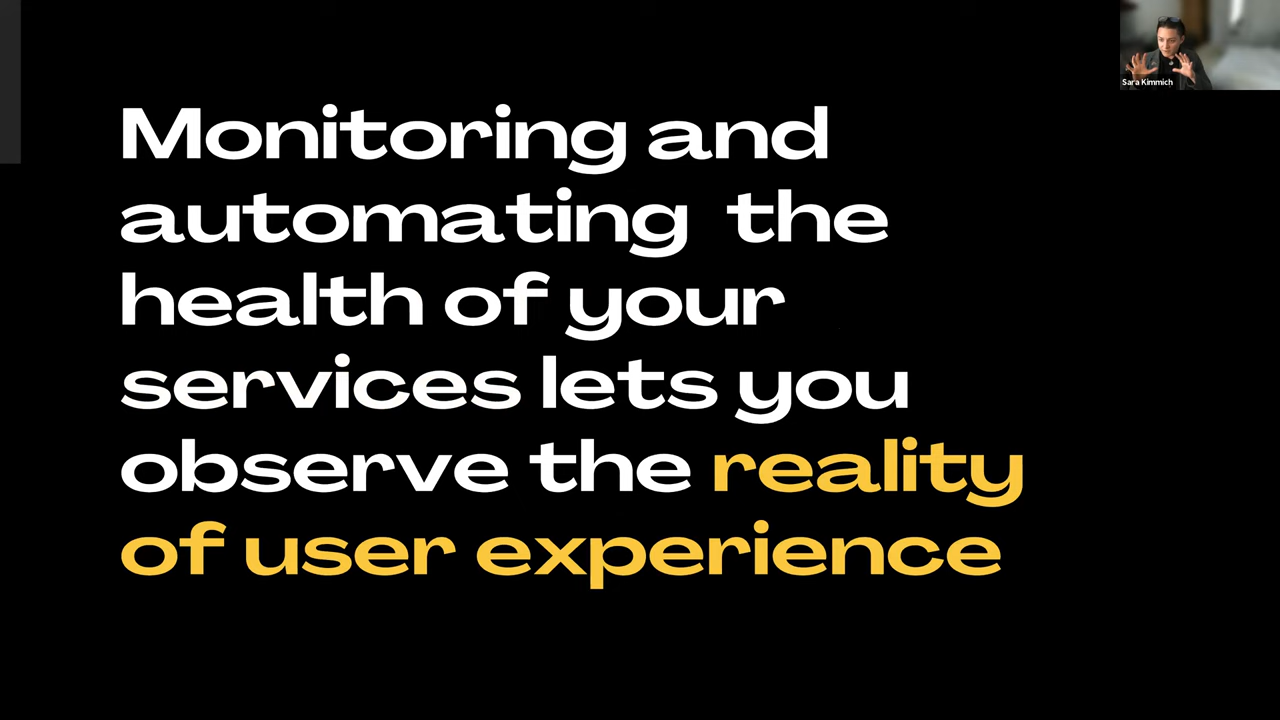 Monitoring and
automating the
health of your
services lets you
observe the reality
of user experience
Sara Kimmich